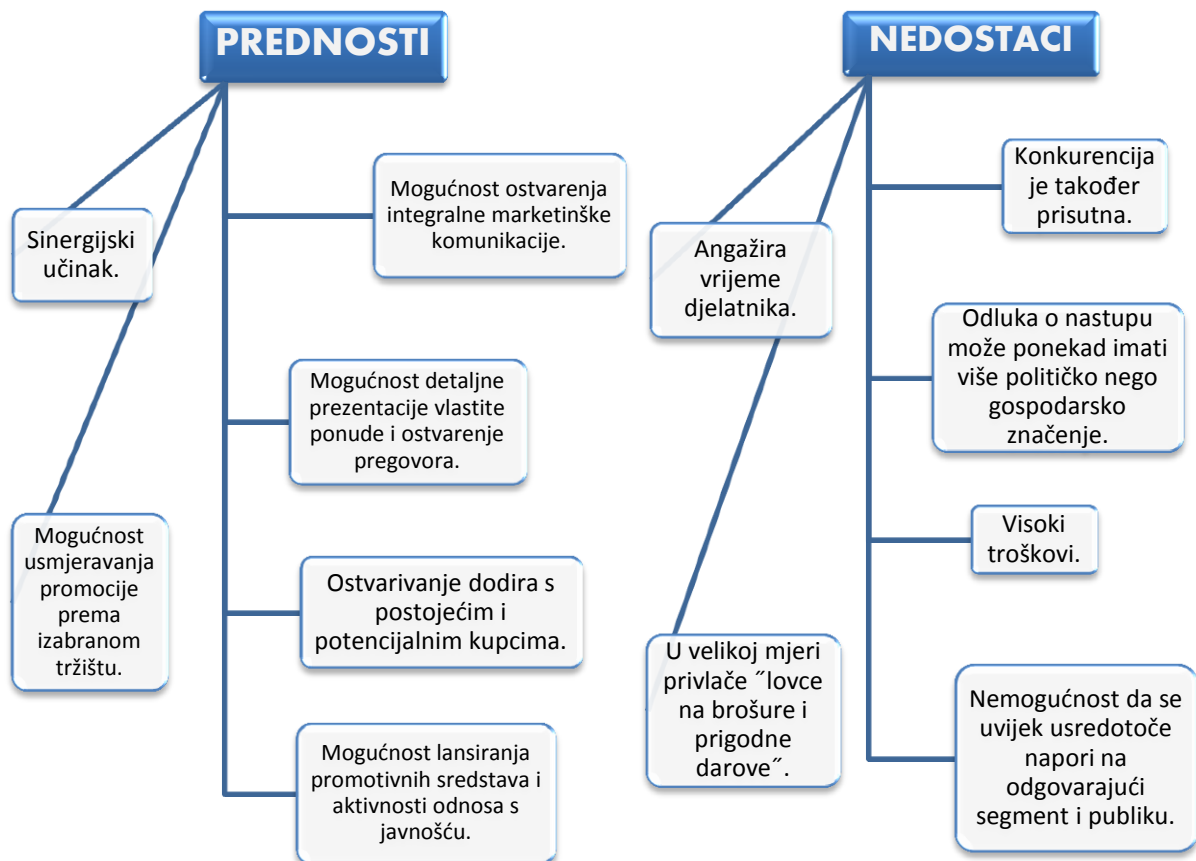 PREDNOSTI
Sinergijski
učinak.
Mogućnost ostvarenja
integralne marketinške
komunikacije.
Mogućnost detaljne
prezentacije vlastite
ponude i ostvarenje
pregovora.
Mogućnost
usmjeravanja
promocije
prema
izabranom
tržištu.
Ostvarivanje dodira s
postojećim i
potencijalnim kupcima.
Mogućnost lansiranja
promotivnih sredstava i
aktivnosti odnosa s
javnošću.
NEDOSTACI
Konkurencija
je također
prisutna.
Angažira
vrijeme
djelatnika.
Odluka o nastupu
može ponekad imati
više političko nego
gospodarsko
značenje.
Visoki
troškovi.
U velikoj mjeri
privlače ˝lovce
na brošure i
prigodne
darove˝.
Nemogućnost da se
uvijek usredotoče
napori na
odgovarajući
segment i publiku.